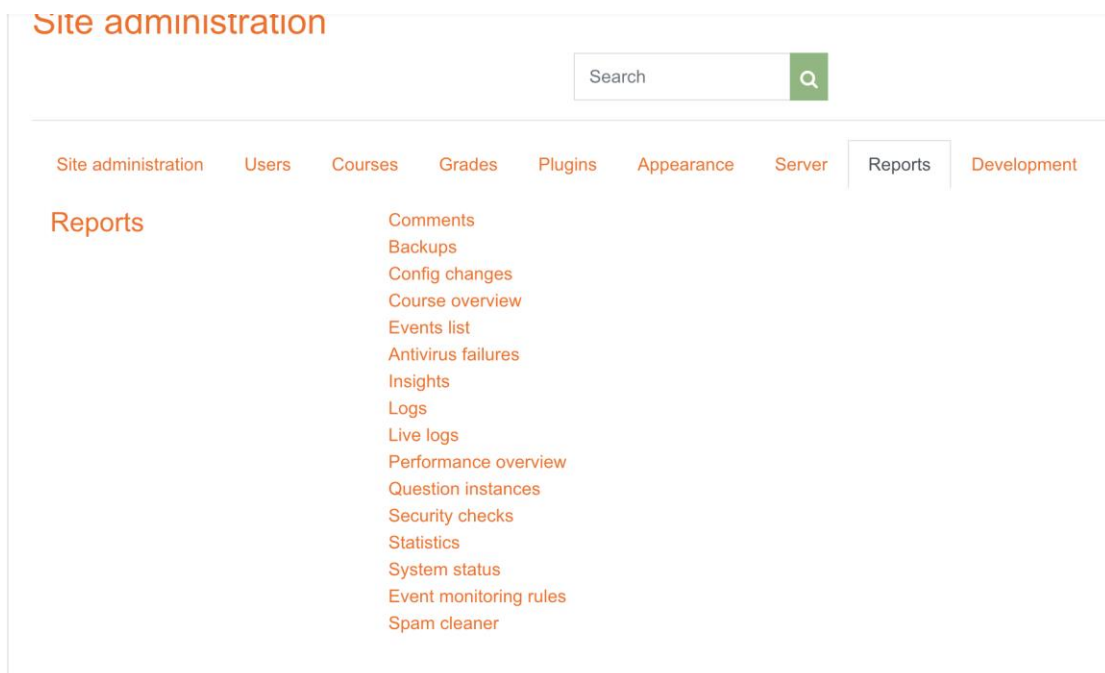 Site administration
Search
Site administration Users Courses Grades Plugins Appearance Server Reports Development
Reports
Comments
Backups
Config changes
Course overview
Events list
Antivirus failures
Insights
Logs
Live logs
Performance overview
Question instances
Security checks
Statistics
System status
Event monitoring rules
Spam cleaner